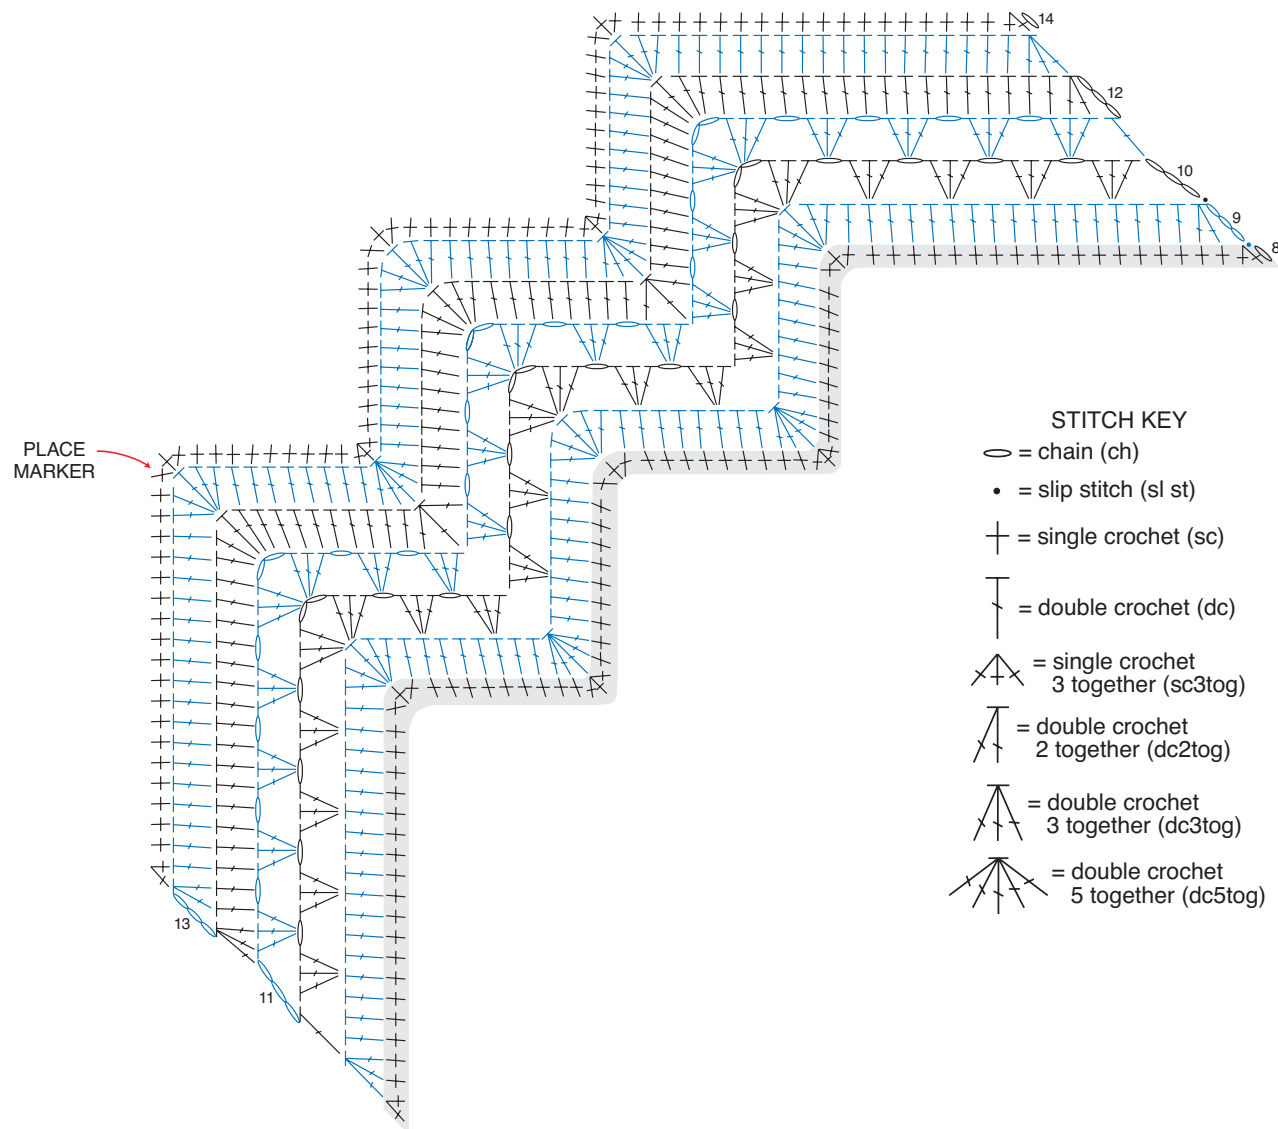 14
12
10
9
8
PLACE
MARKER
13
11
STITCH KEY
= chain (ch)
= slip stitch (sl st)
= single crochet (sc)
= double crochet (dc)
= single crochet
3 together (sc3tog)
= double crochet
2 together (dc2tog)
= double crochet
3 together (dc3tog)
= double crochet
5 together (dc5tog)